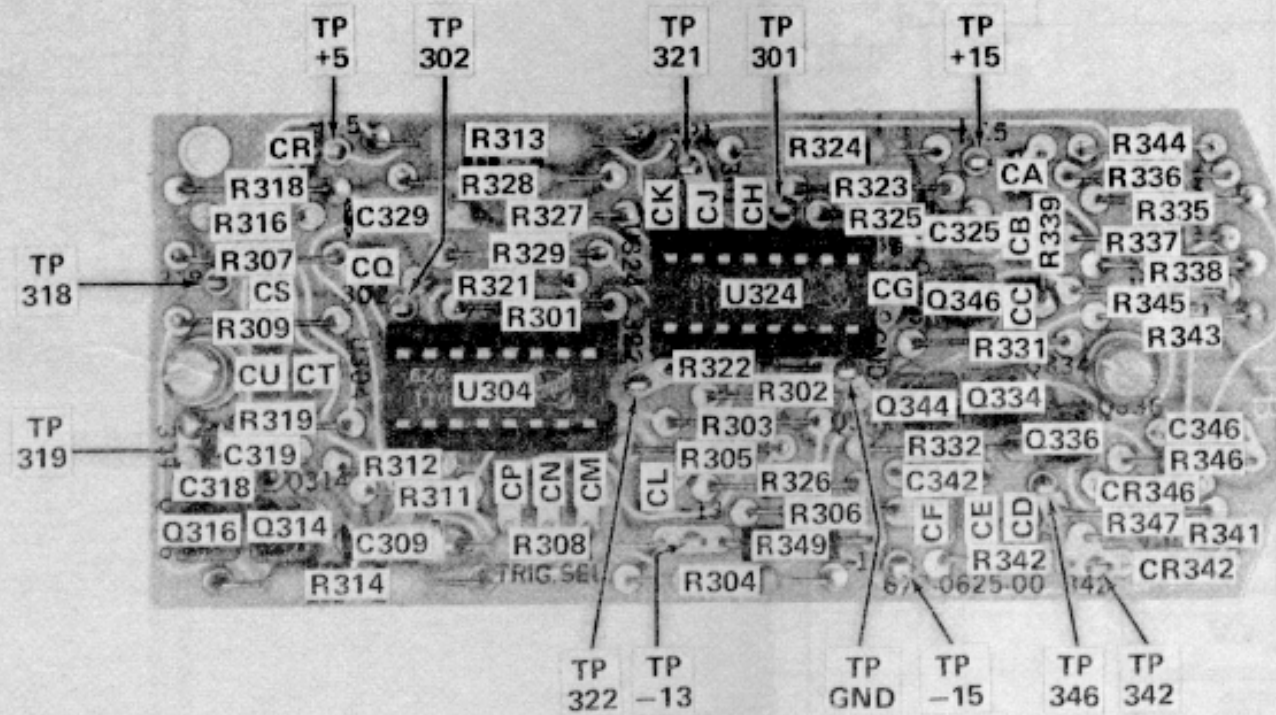 TP +5
TP 302
TP 321
TP 301
TP +15
CR
R313
R324
R344
R318
R328
R323
CA
R336
R316
C329
R327
CK
CJ
CH
R325
C325
CB
R339
R335
R337
TP 318
R307
CQ
R329
R338
CS
R321
U324
CG
Q346
CC
R345
R309
R301
R343
R331
CU
CT
U304
R322
R302
Q344
Q334
TP 319
R319
R303
R332
Q336
C346
C319
R312
R305
R346
C318
R311
CP
CN
CM
CL
R326
C342
CR346
Q316
Q314
R306
CF
CE
CD
R347
R341
C309
R308
R349
R342
CR342
R314
TRIG. SEL
R304
TP 322
TP −13
TP GND
TP −15
TP 346
TP 342